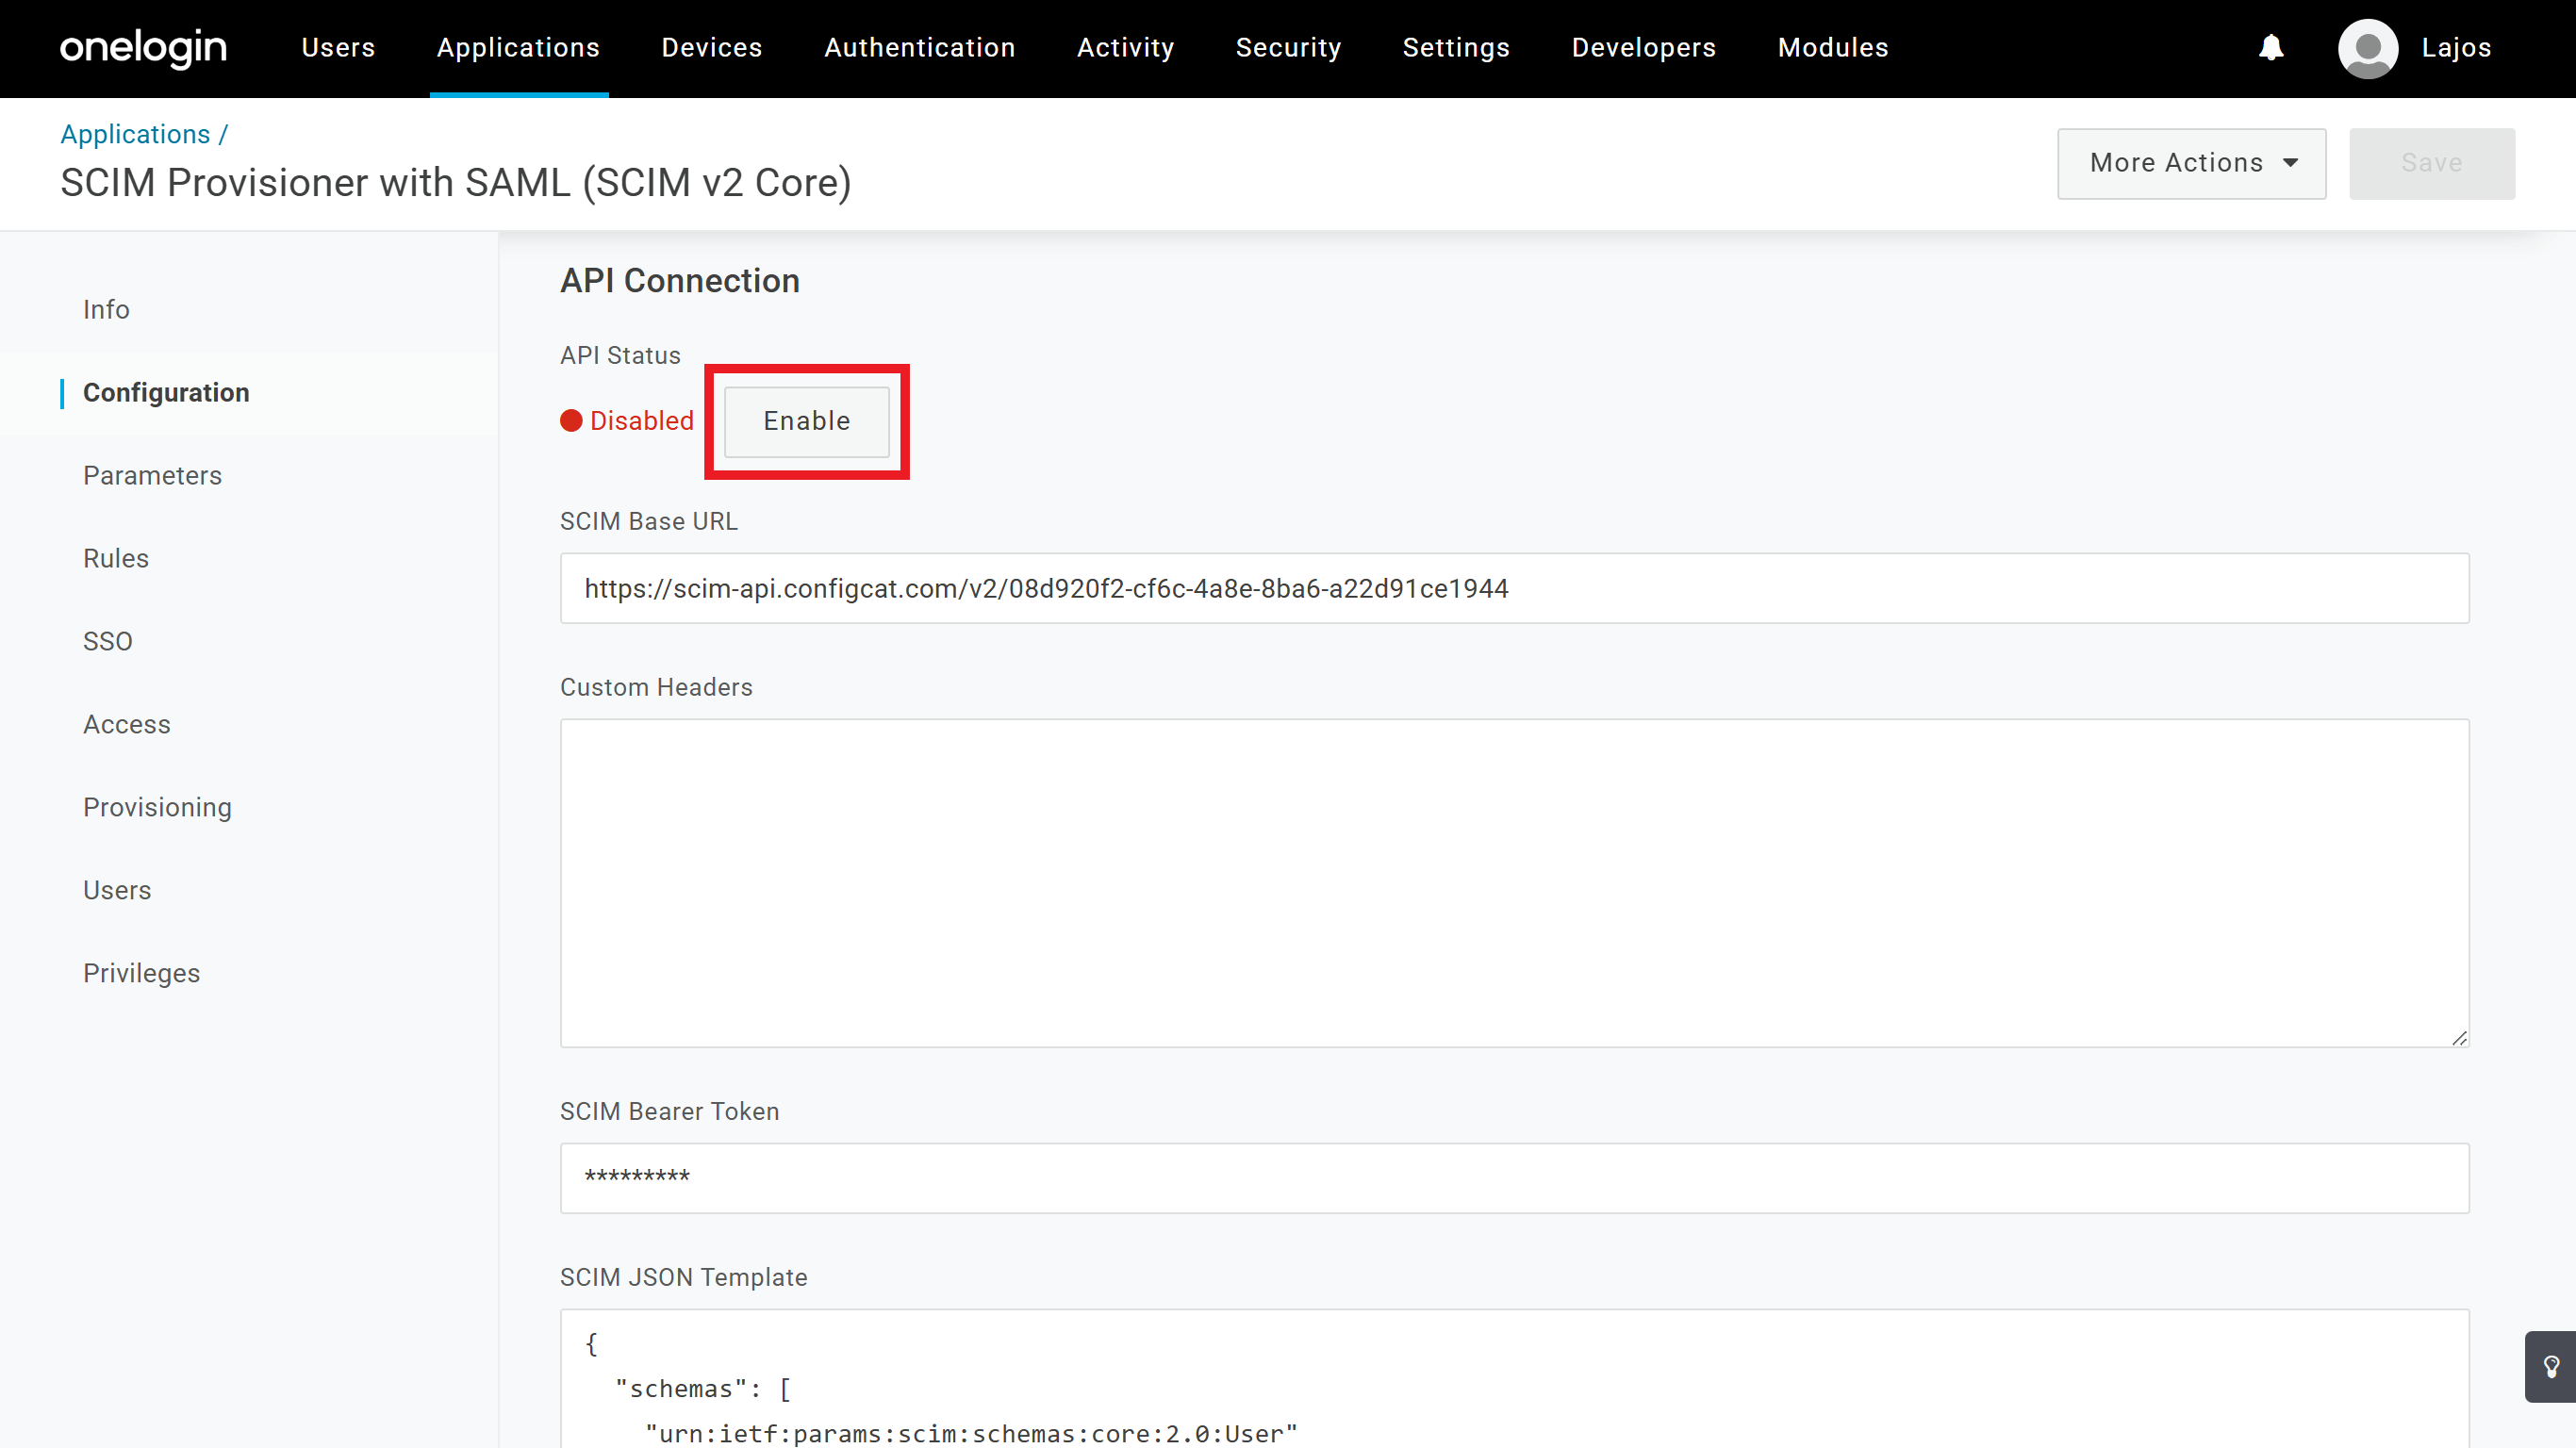 onelogin Users Applications Devices Authentication Activity Security Settings Developers Modules Lajos
Applications /
SCIM Provisioner with SAML (SCIM v2 Core)
More Actions Save
Info
Configuration
Parameters
Rules
SSO
Access
Provisioning
Users
Privileges
API Connection
API Status
Disabled Enable
SCIM Base URL
https://scim-api.configcat.com/v2/08d920f2-cf6c-4a8e-8ba6-a22d91ce1944
Custom Headers
SCIM Bearer Token
*********
SCIM JSON Template
{
"schemas": [
"urn:ietf:params:scim:schemas:core:2.0:User"